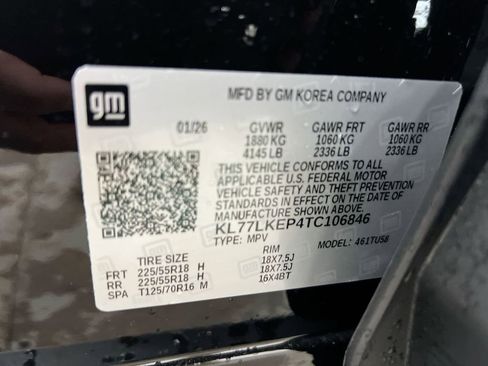 gm
MFD BY GM KOREA COMPANY
01/26 GVWR GAWR FRT GAWR RR
1880 KG 1060 KG 1060 KG
4145 LB 2336 LB 2336 LB
THIS VEHICLE CONFORMS TO ALL
APPLICABLE U.S. FEDERAL MOTOR
VEHICLE SAFETY AND THEFT PREVENTION
STANDARDS IN EFFECT ON THE DATE OF
MANUFACTURE SHOWN ABOVE.
KL77LKEP4TC106846
TYPE: MPV MODEL: 461TU58
TIRE SIZE RIM
FRT 225/55R18 H 18X7.5J
RR 225/55R18 H 18X7.5J
SPA T125/70R16 M 16X4BT